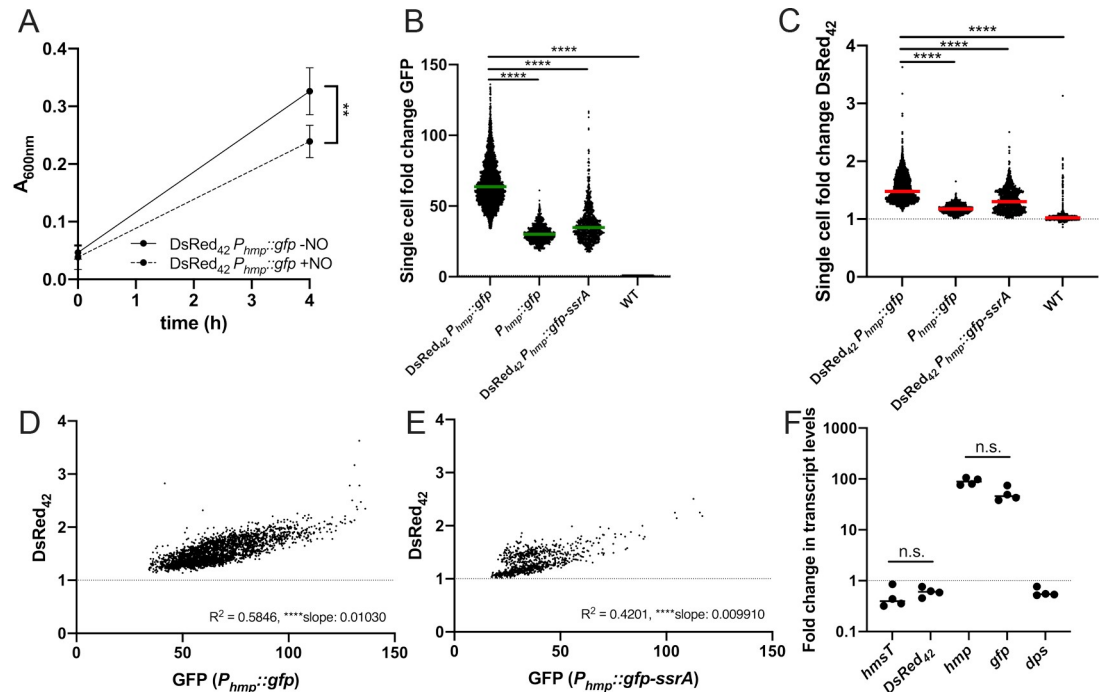 A
0.4
0.3
0.2
0.1
0.0
A600nm
0 1 2 3 4
time (h)
**
DsRed42 Phmp::gfp -NO
DsRed42 Phmp::gfp +NO
B
Single cell fold change GFP
150
100
50
0
****
****
****
DsRed42 Phmp::gfp
Phmp::gfp
DsRed42 Phmp::gfp-ssrA
WT
C
Single cell fold change DsRed42
4
3
2
1
0
****
****
****
DsRed42 Phmp::gfp
Phmp::gfp
DsRed42 Phmp::gfp-ssrA
WT
D
DsRed42
4
3
2
1
0
R2 = 0.5846, ****slope: 0.01030
0 50 100 150
GFP (Phmp::gfp)
E
DsRed42
4
3
2
1
0
R2 = 0.4201, ****slope: 0.009910
0 50 100 150
GFP (Phmp::gfp-ssrA)
F
Fold change in transcript levels
1000
100
10
1
0.1
n.s.
n.s.
hmsT
DsRed42
hmp
gfp
dps